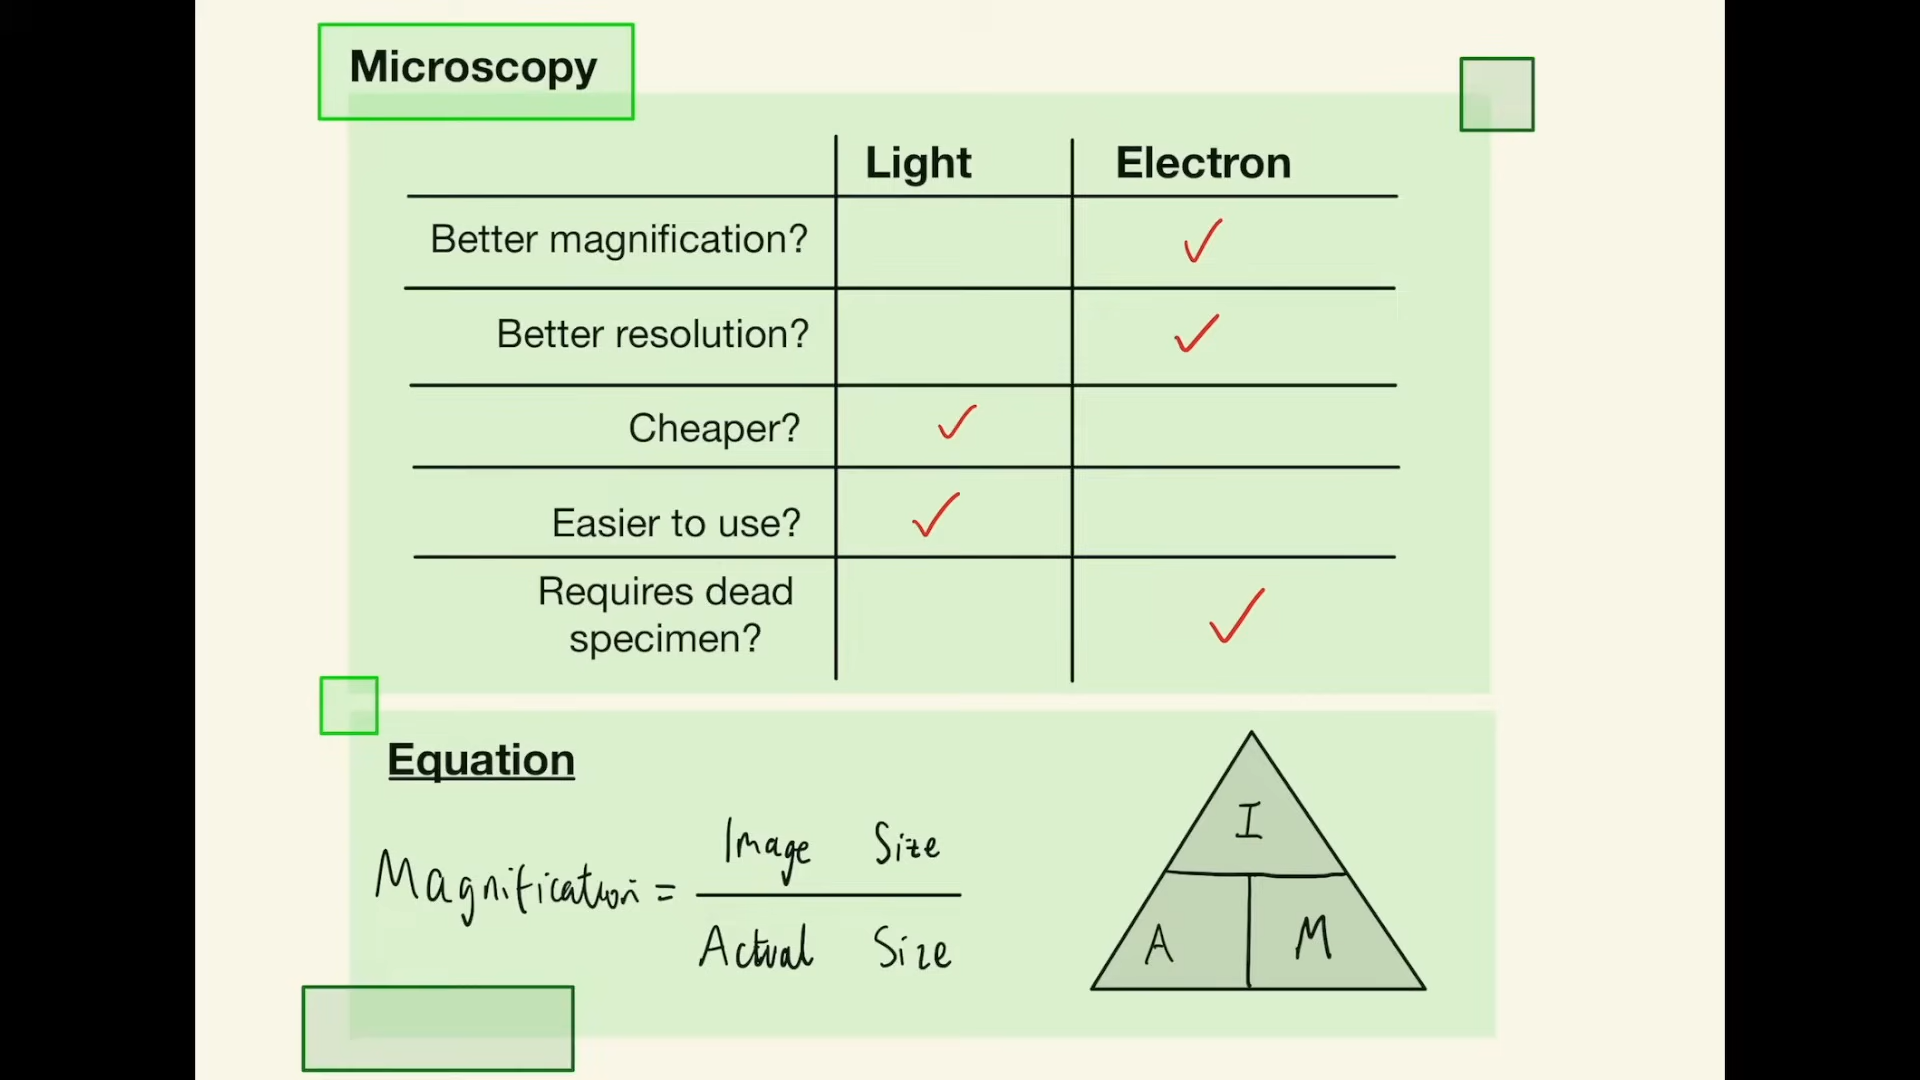 Microscopy
Light Electron
Better magnification? ✓
Better resolution? ✓
Cheaper? ✓
Easier to use? ✓
Requires dead
specimen? ✓
Equation
Magnification = Image Size
Actual Size
I
A M